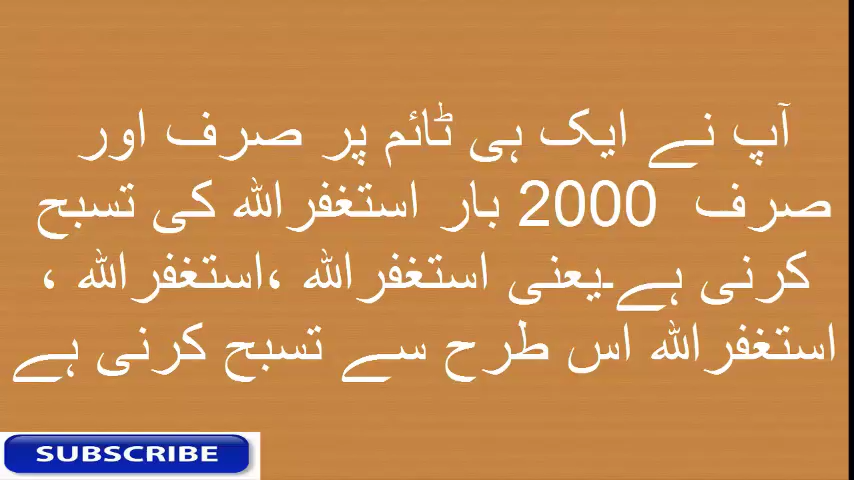 آپ نے ایک ہی ٹائم پر صرف اور
صرف 2000 بار استغفراللہ کی تسبح
کرنی ہے۔یعنی استغفراللہ ،استغفراللہ ،
استغفراللہ اس طرح سے تسبح کرنی ہے
SUBSCRIBE